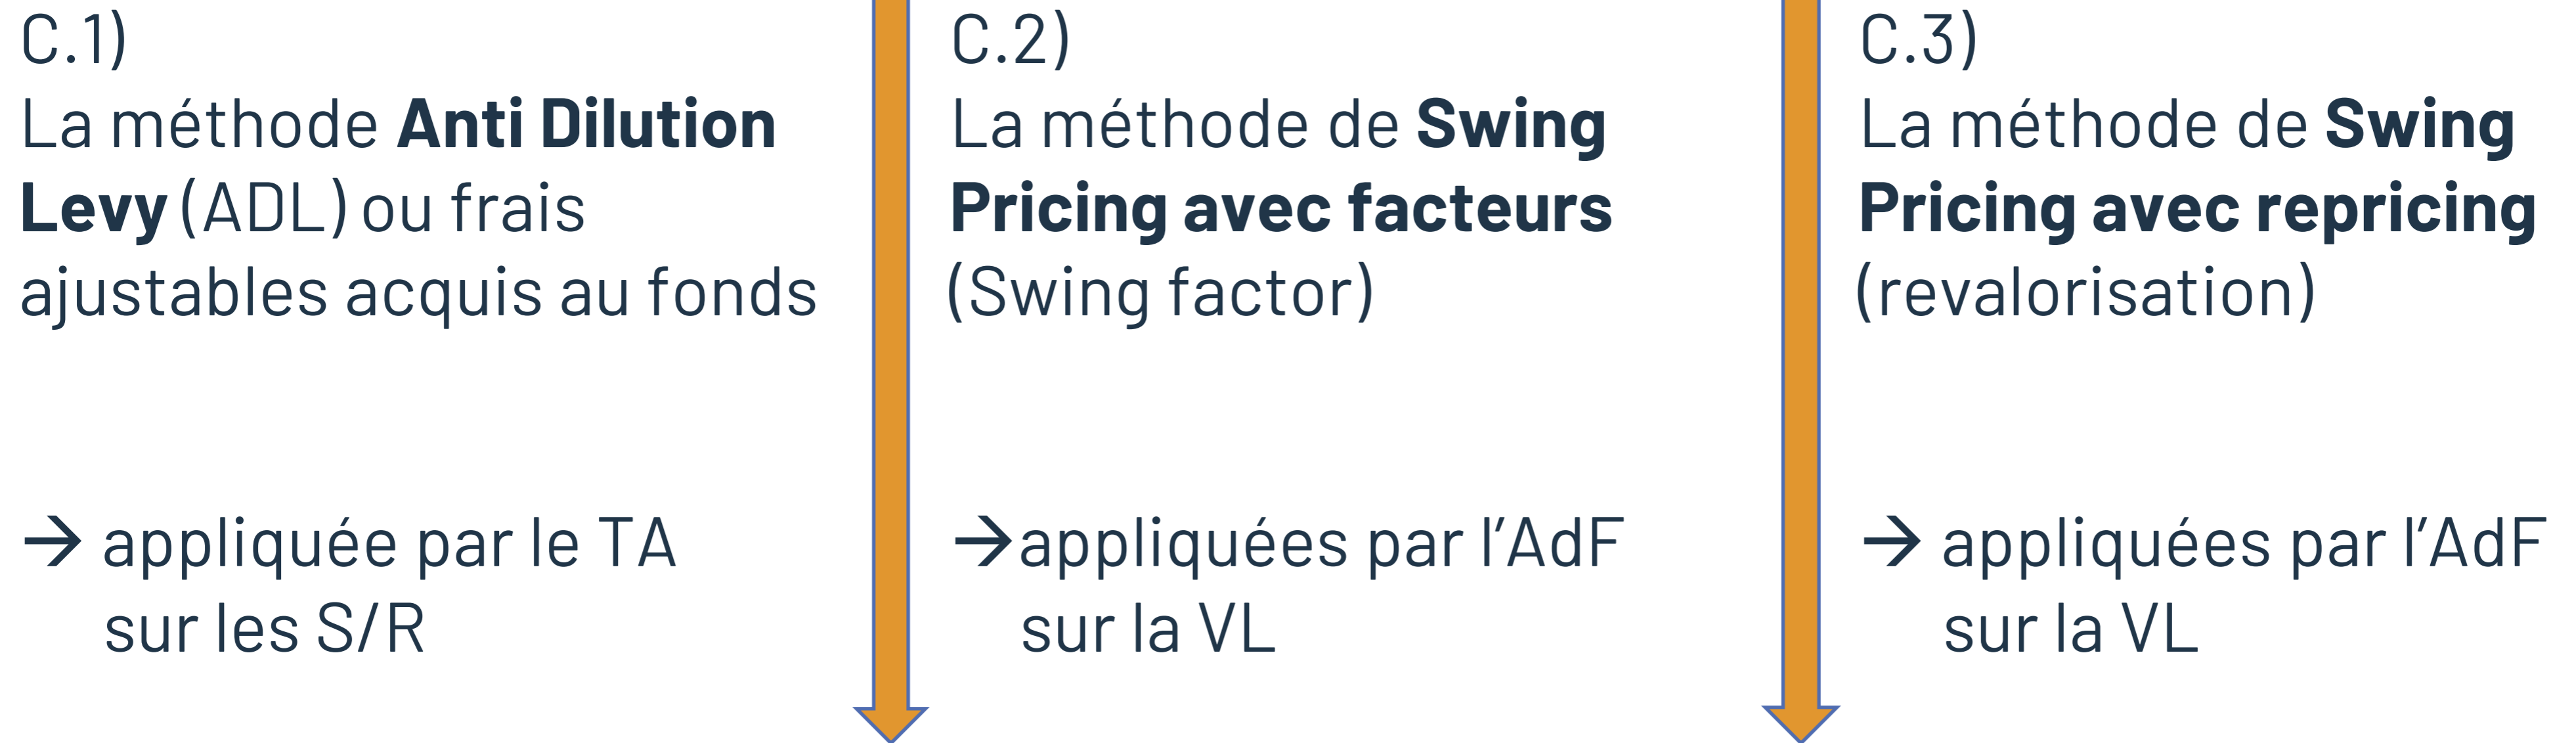 C.1)
La méthode Anti Dilution
Levy (ADL) ou frais
ajustables acquis au fonds
→ appliquée par le TA
sur les S/R
C.2)
La méthode de Swing
Pricing avec facteurs
(Swing factor)
→appliquées par l’AdF
sur la VL
C.3)
La méthode de Swing
Pricing avec repricing
(revalorisation)
→ appliquées par l’AdF
sur la VL